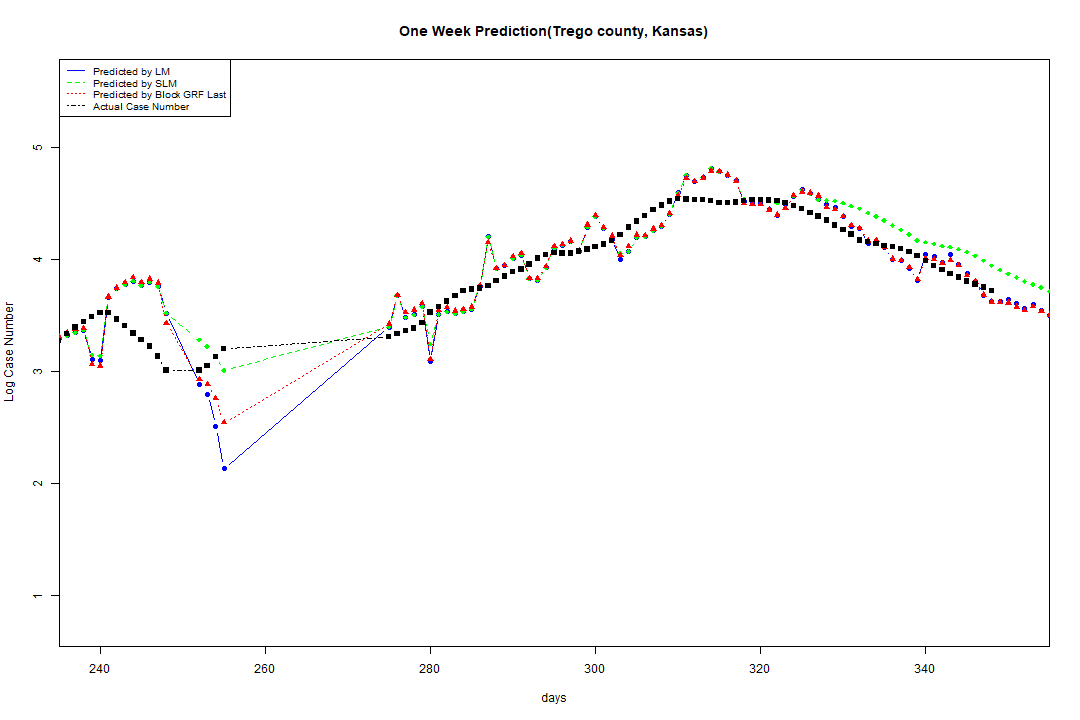 One Week Prediction(Trego county, Kansas)
Predicted by LM
Predicted by SLM
Predicted by Block GRF Last
Actual Case Number
5
4
3
2
1
Log Case Number
240 260 280 300 320 340
days